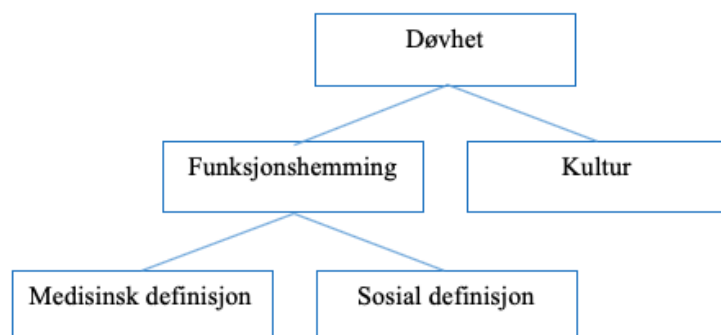 Døvhet
Funksjonshemming
Kultur
Medisinsk definisjon
Sosial definisjon